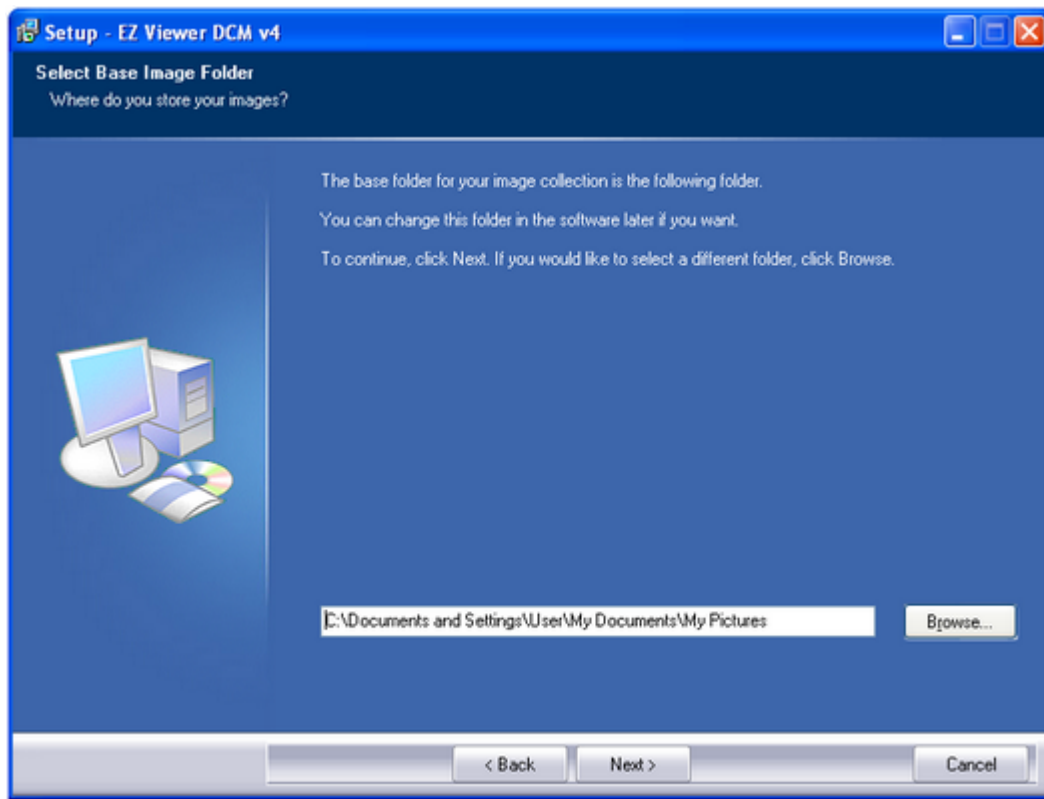 Setup - EZ Viewer DCM v4
Select Base Image Folder
Where do you store your images?
The base folder for your image collection is the following folder.
You can change this folder in the software later if you want.
To continue, click Next. If you would like to select a different folder, click Browse.
C:\Documents and Settings\User\My Documents\My Pictures
Browse...
< Back
Next >
Cancel